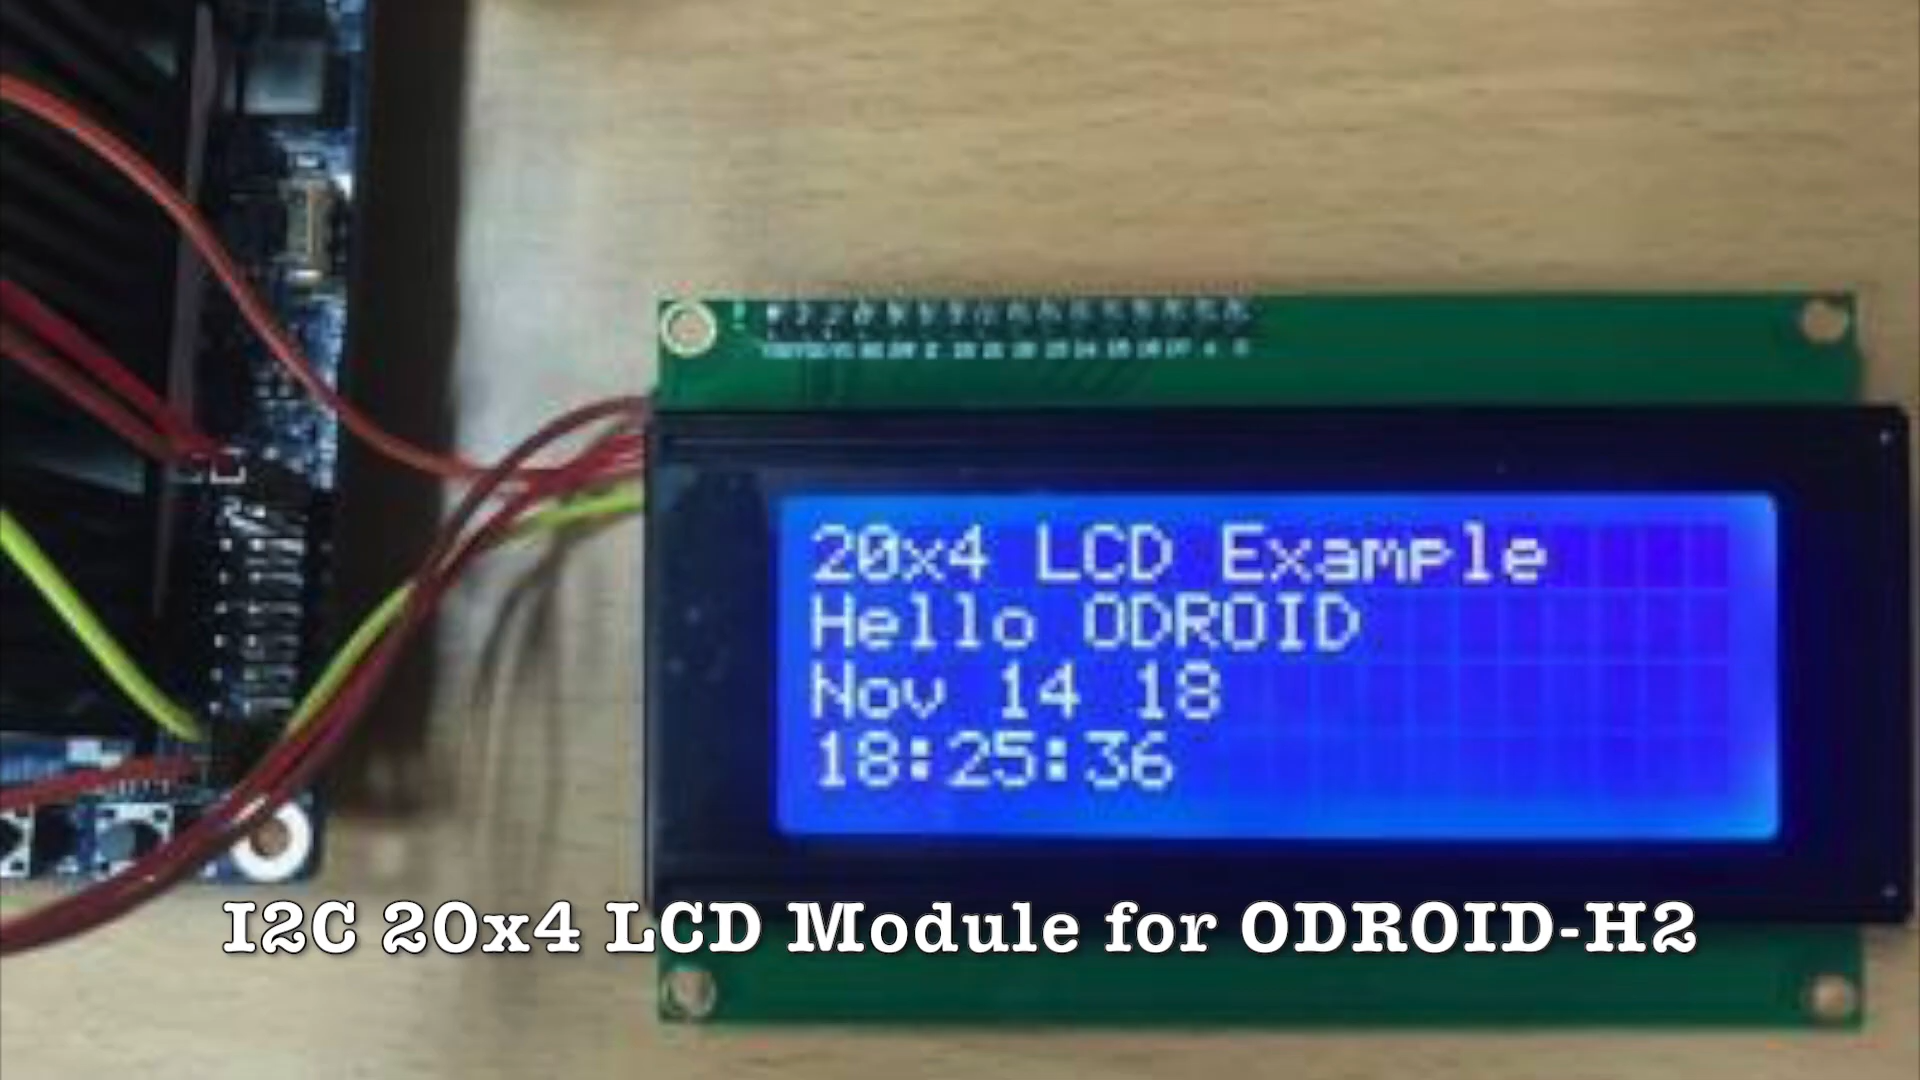 20x4 LCD Example
Hello ODROID
Nov 14 18
18:25:36
I2C 20x4 LCD Module for ODROID-H2